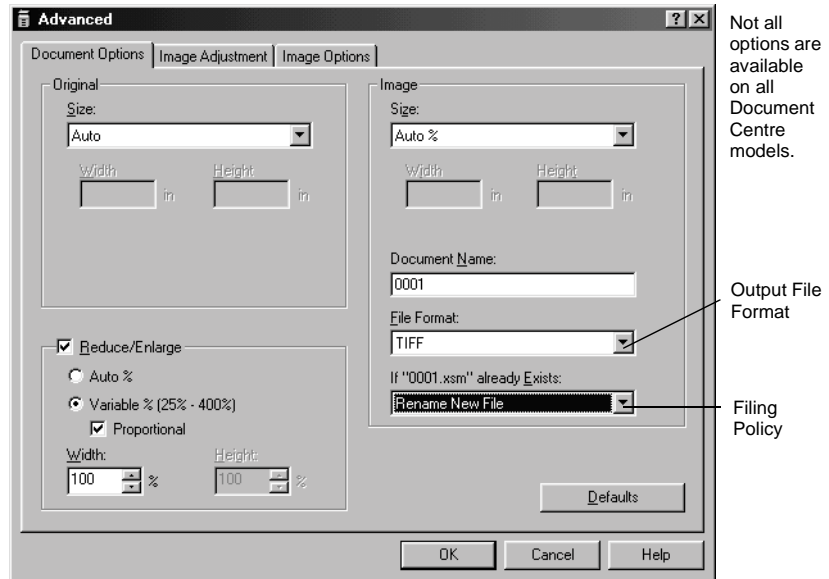 Advanced
Document Options Image Adjustment Image Options
Original
Size:
Auto
Width Height
in in
Reduce/Enlarge
Auto %
Variable % (25% - 400%)
Proportional
Width: Height:
100 % 100 %
Image
Size:
Auto %
Width Height
in in
Document Name:
0001
File Format:
TIFF
If "0001.xsm" already Exists:
Rename New File
Defaults
OK Cancel Help
Not all
options are
available
on all
Document
Centre
models.
Output File
Format
Filing
Policy